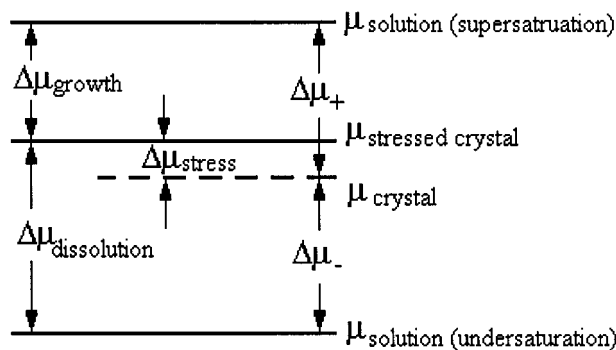 μ solution (supersatruation)
Δμgrowth
Δμ+
μ stressed crystal
Δμstress
μ crystal
Δμdissolution
Δμ-
μ solution (undersaturation)